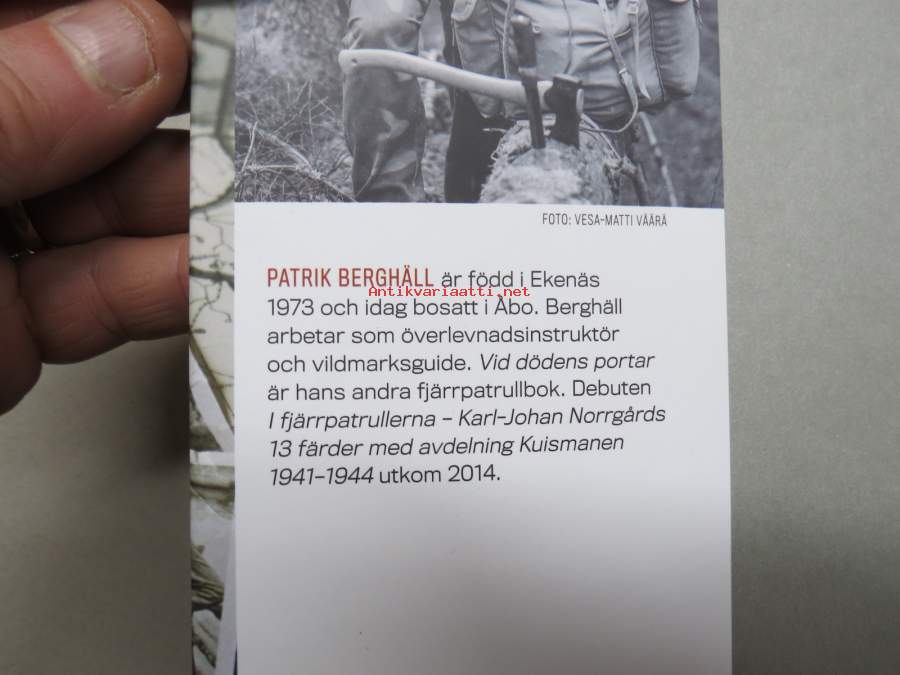 FOTO: VESA-MATTI VÄÄRÄ
PATRIK BERGHÄLL är född i Ekenäs
Antikvariaatti.net
1973 och idag bosatt i Åbo. Berghäll
arbetar som överlevnadsinstruktör
och vildmarksguide. Vid dödens portar
är hans andra fjärrpatrullbok. Debuten
I fjärrpatrullerna – Karl-Johan Norrgårds
13 färder med avdelning Kuismanen
1941–1944 utkom 2014.